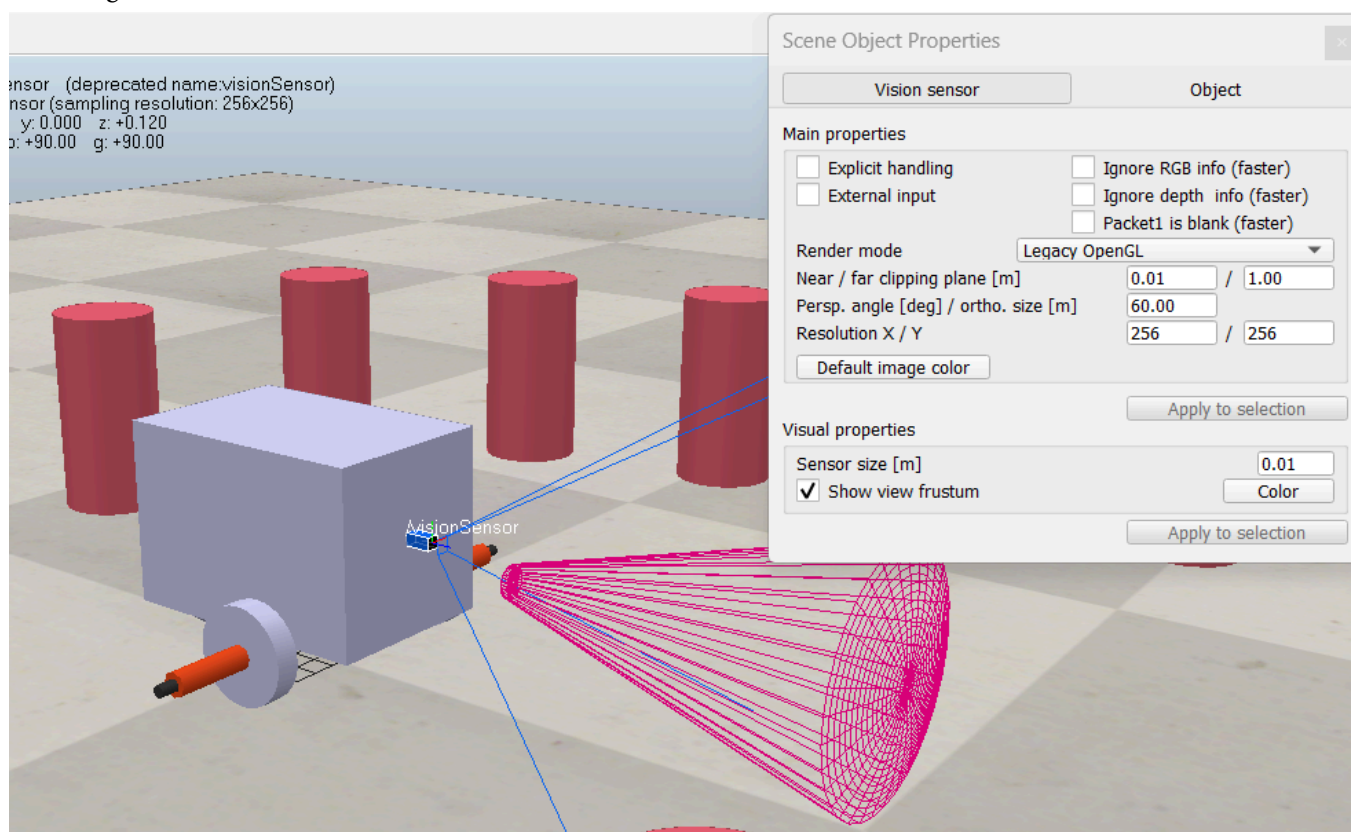 Scene Object Properties
ensor (deprecated name:visionSensor)
Vision sensor Object
nsor (sampling resolution: 256x256)
y: 0.000 z: +0.120
b: +90.00 g: +90.00
Main properties
Explicit handling Ignore RGB info (faster)
External input Ignore depth info (faster)
Packet1 is blank (faster)
Render mode Legacy OpenGL
Near / far clipping plane [m] 0.01 / 1.00
Persp. angle [deg] / ortho. size [m] 60.00
Resolution X / Y 256 / 256
Default image color
Apply to selection
Visual properties
Sensor size [m] 0.01
Show view frustum Color
/visionSensor
Apply to selection